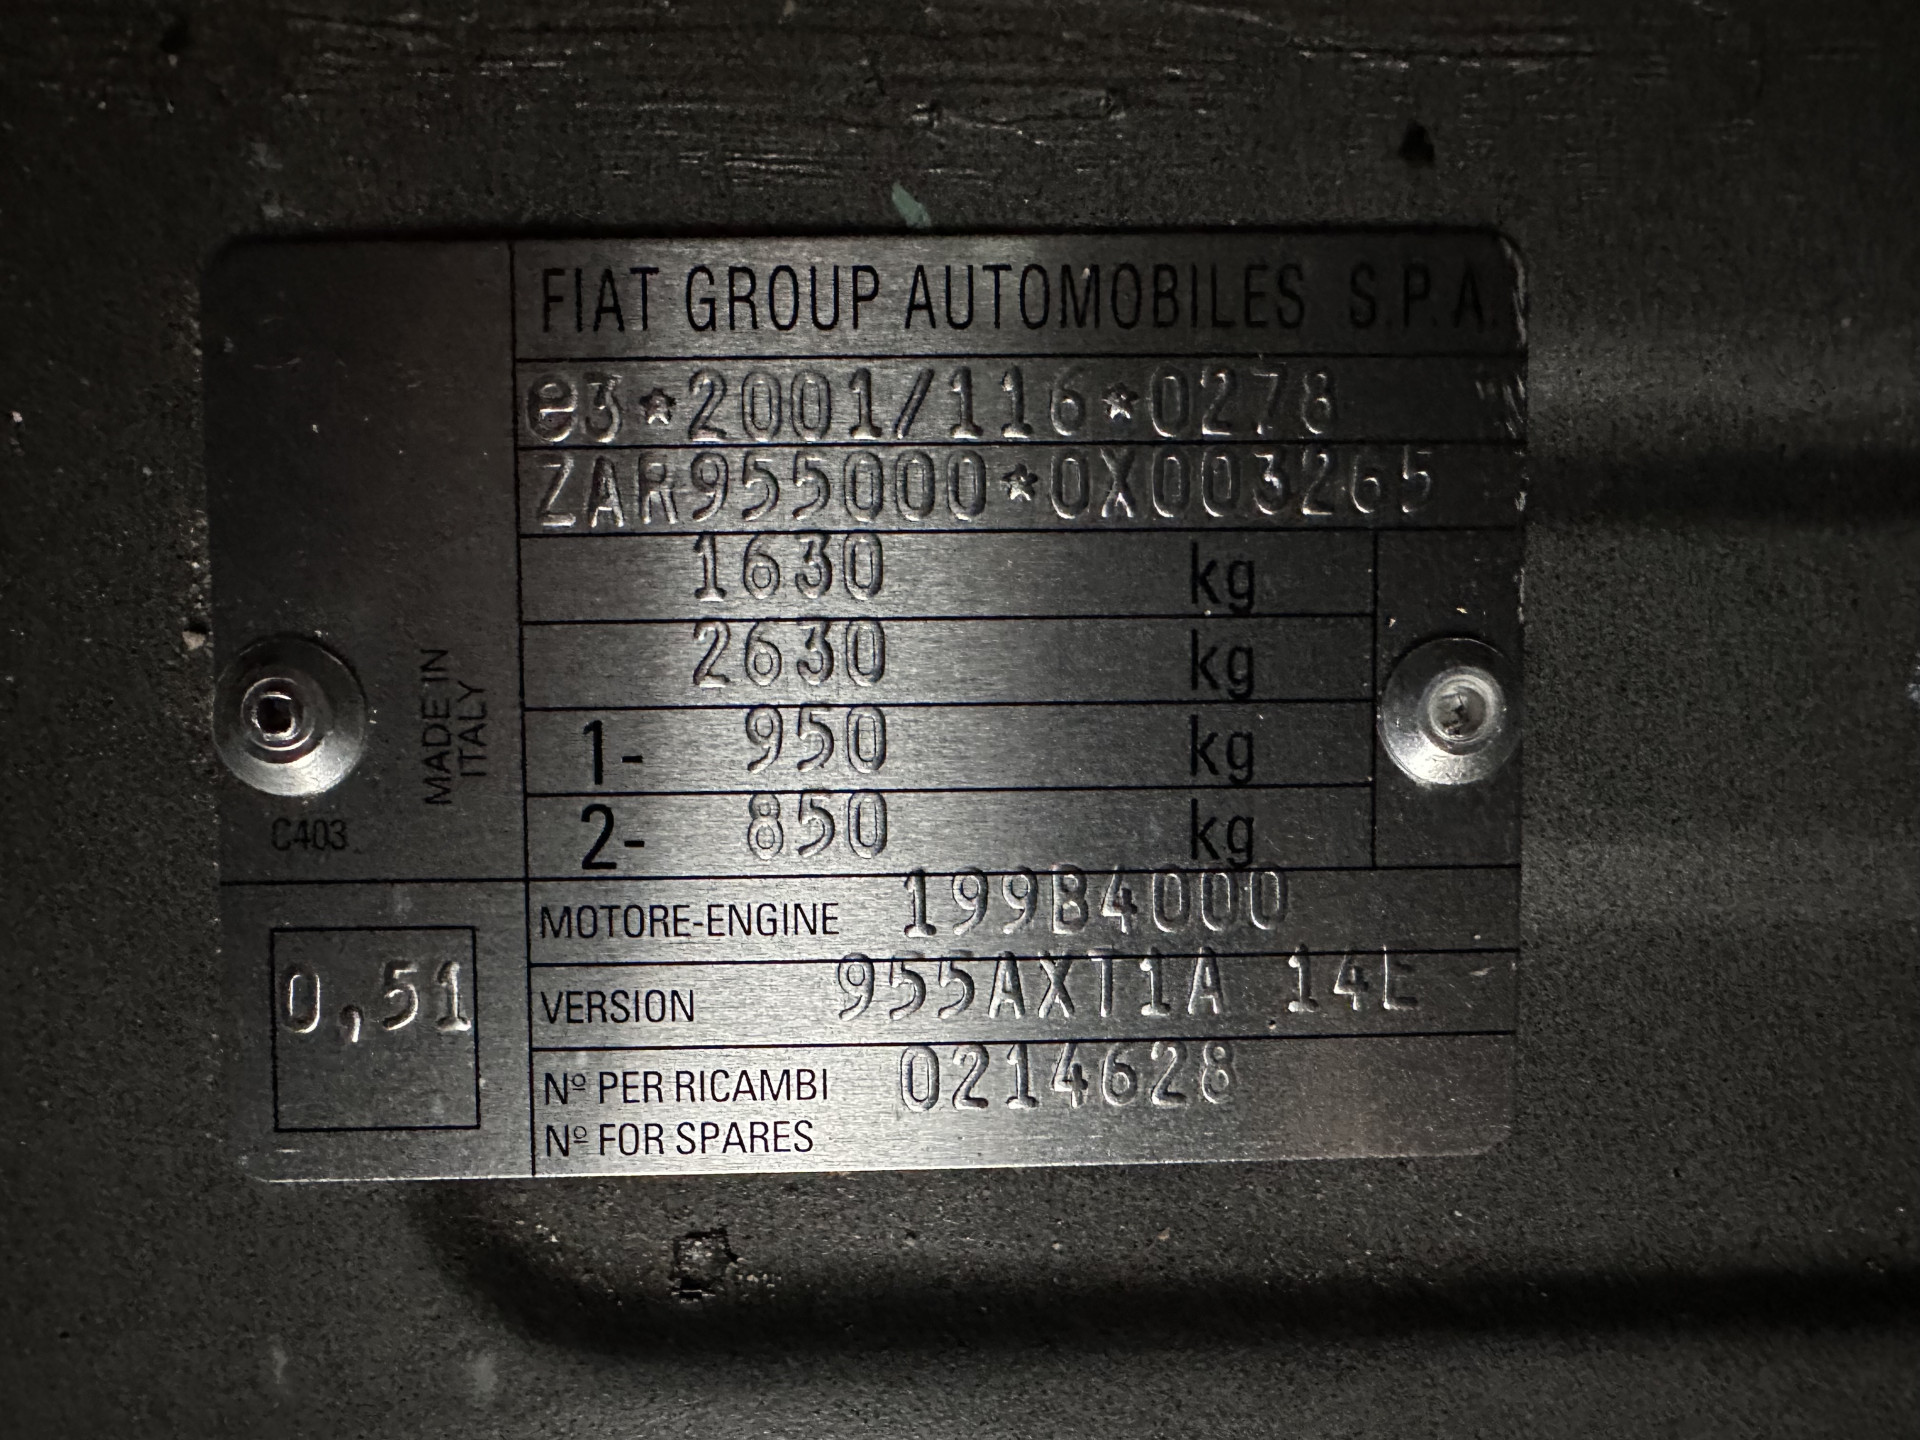 FIAT GROUP AUTOMOBILES S.P.A.
e3*2001/116*0278
ZAR955000*0X003265
1630 kg
2630 kg
1- 950 kg
2- 850 kg
MADE IN
ITALY
C403
MOTORE-ENGINE 199B4000
VERSION 955AXT1A 14E
0,51
Nº PER RICAMBI 0214628
Nº FOR SPARES